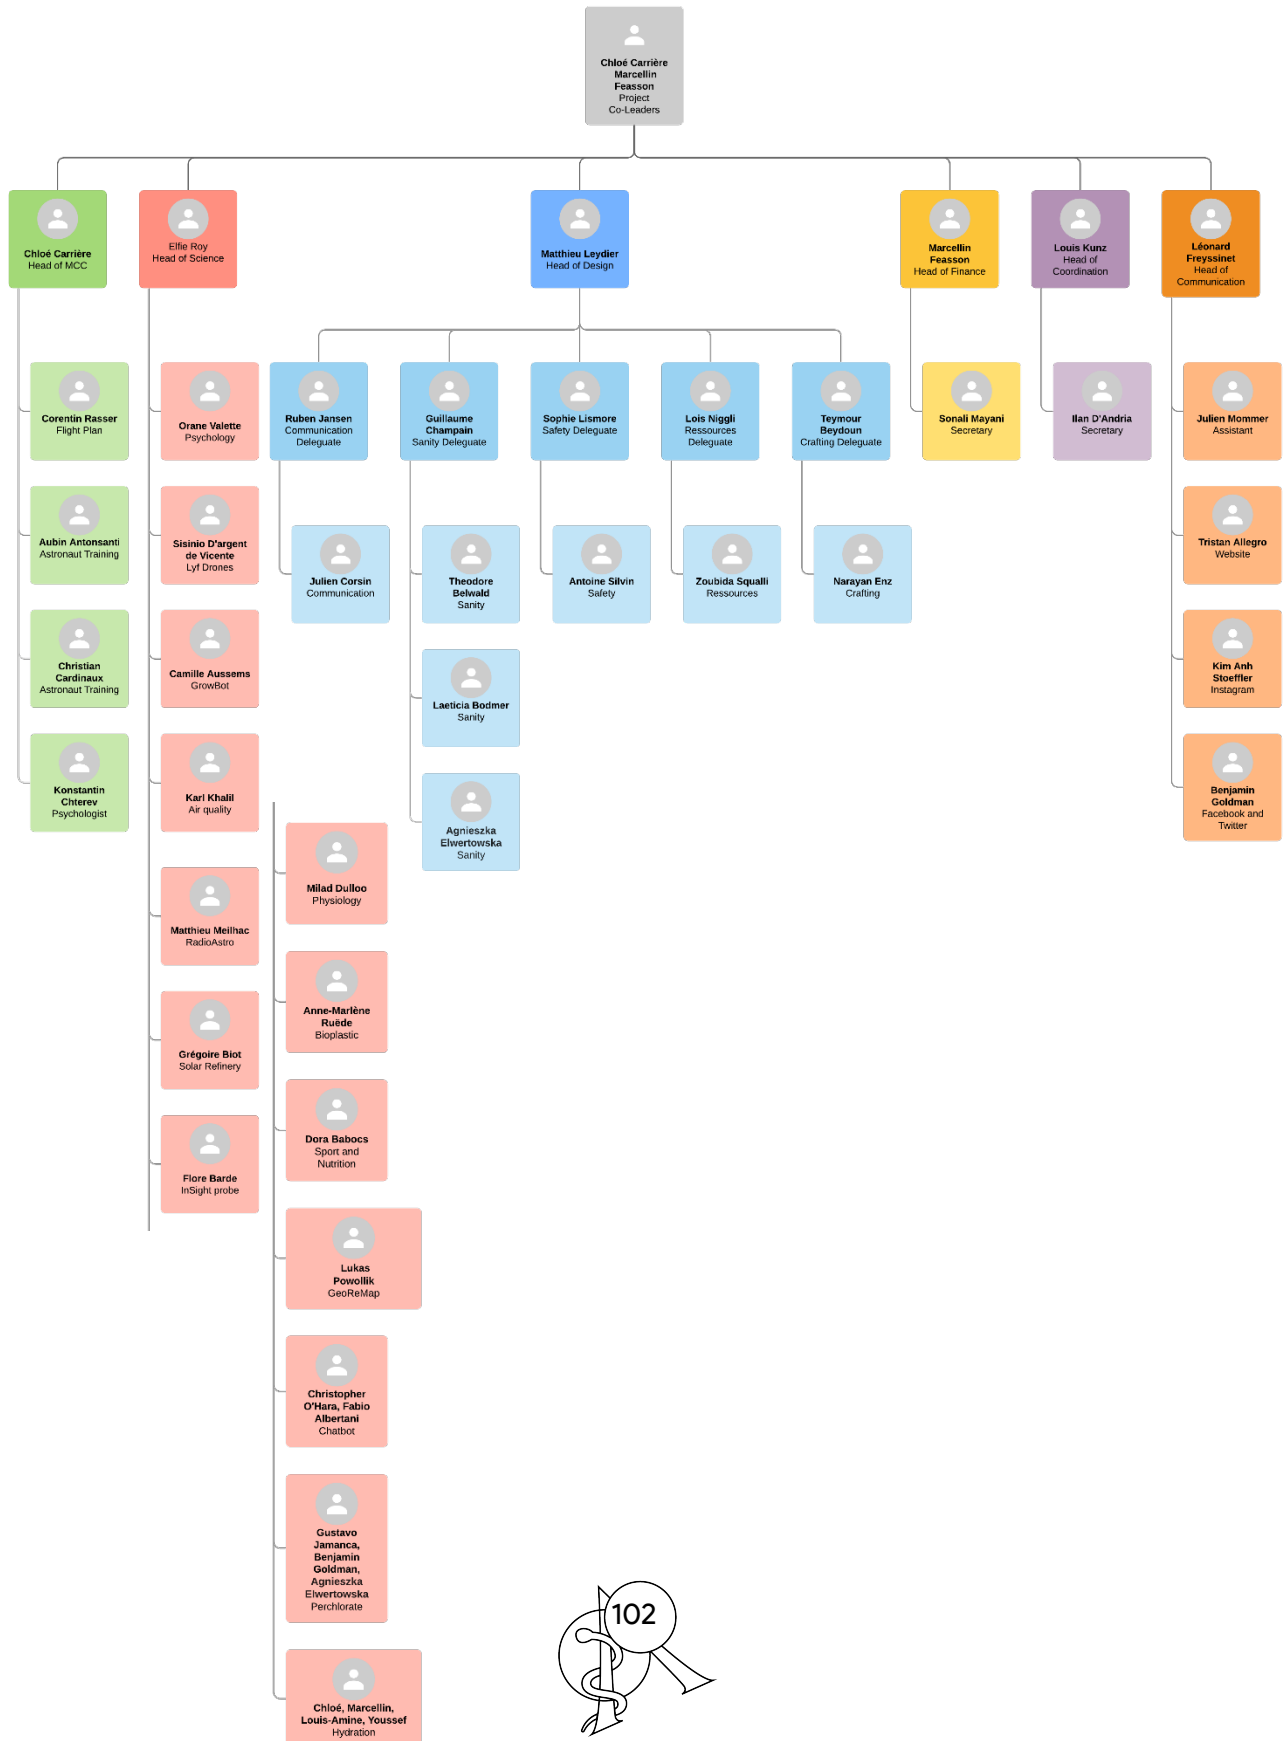 Chloé Carrière
Marcellin
Feasson
Project
Co-Leaders
Chloé Carrière
Head of MCC
Elfie Roy
Head of Science
Matthieu Leydier
Head of Design
Marcellin
Feasson
Head of Finance
Louis Kunz
Head of
Coordination
Léonard
Freyssinet
Head of
Communication
Corentin Rasser
Flight Plan
Orane Valette
Psychology
Ruben Jansen
Communication
Deleguate
Guillaume
Champain
Sanity Deleguate
Sophie Lismore
Safety Deleguate
Lois Niggli
Ressources
Deleguate
Teymour
Beydoun
Crafting Deleguate
Sonali Mayani
Secretary
Ilan D'Andria
Secretary
Julien Mommer
Assistant
Aubin Antonsanti
Astronaut Training
Sisinio D'argent
de Vicente
Lyf Drones
Julien Corsin
Communication
Theodore
Belwald
Sanity
Antoine Silvin
Safety
Zoubida Squalli
Ressources
Narayan Enz
Crafting
Tristan Allegro
Website
Christian
Cardinaux
Astronaut Training
Camille Aussems
GrowBot
Laeticia Bodmer
Sanity
Kim Anh
Stoeffler
Instagram
Konstantin
Chterev
Psychologist
Karl Khalil
Air quality
Agnieszka
Elwertowska
Sanity
Benjamin
Goldman
Facebook and
Twitter
Milad Dulloo
Physiology
Matthieu Meilhac
RadioAstro
Anne-Marlène
Ruëde
Bioplastic
Grégoire Biot
Solar Refinery
Dora Babocs
Sport and
Nutrition
Flore Barde
InSight probe
Lukas
Powollik
GeoReMap
Christopher
O'Hara, Fabio
Albertani
Chatbot
Gustavo
Jamanca,
Benjamin
Goldman,
Agnieszka
Elwertowska
Perchlorate
Chloé, Marcellin,
Louis-Amine, Youssef
Hydration
102